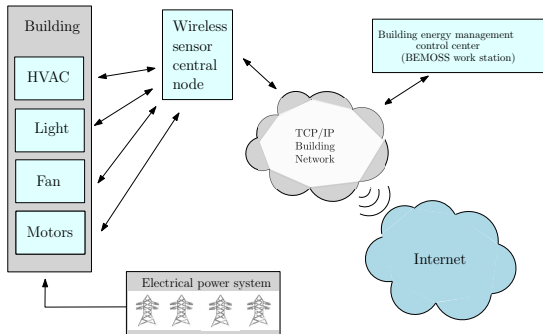 Building
HVAC
Light
Fan
Motors
Wireless
sensor
central
node
Building energy management
control center
(BEMOSS work station)
TCP/IP
Building
Network
Internet
Electrical power system